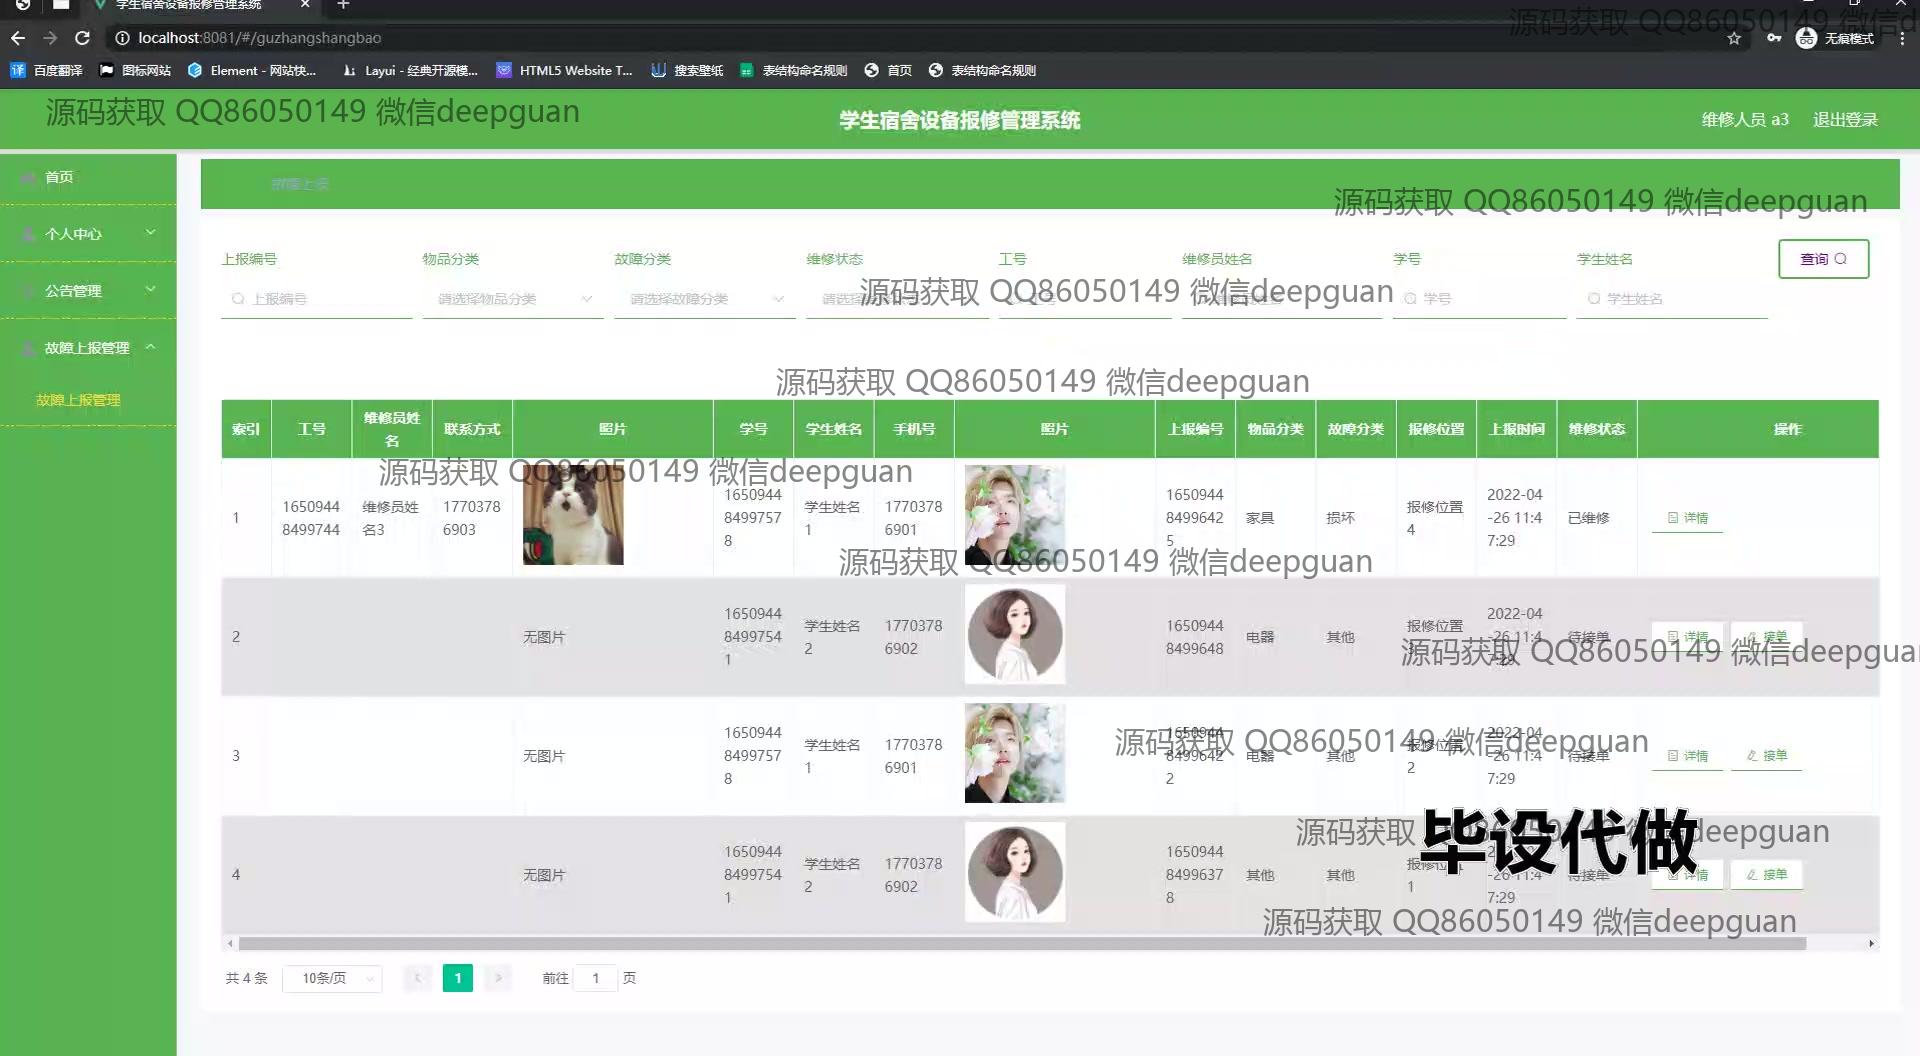 学生宿舍设备报修管理系统
localhost:8081/#/guzhangshangbao
无痕模式
百度翻译 图标网站 Element - 网站快... Layui - 经典开源模... HTML5 Website T... 搜索壁纸 表结构命名规则 首页 表结构命名规则
源码获取 QQ86050149 微信deepguan
学生宿舍设备报修管理系统
维修人员 a3 退出登录
首页
个人中心
公告管理
故障上报管理
故障上报管理
故障上报
源码获取 QQ86050149 微信deepguan
上报编号 物品分类 故障分类 维修状态 工号 维修员姓名 学号 学生姓名
查询
上报编号 请选择物品分类 请选择故障分类 学号 学生姓名
源码获取 QQ86050149 微信deepguan
源码获取 QQ86050149 微信deepguan
索引 工号 维修员姓名 联系方式 照片 学号 学生姓名 手机号 照片 上报编号 物品分类 故障分类 报修位置 上报时间 维修状态 操作
源码获取 QQ86050149 微信deepguan
1 16509448499744 维修员姓名3 17703786903 165094484997578 学生姓名1 17703786901 165094484996425 家具 损坏 报修位置4 2022-04-26 11:47:29 已维修 详情
源码获取 QQ86050149 微信deepguan
2 无图片 165094484997541 学生姓名2 17703786902 16509448499648 电器 其他 报修位置 2022-04-26 11:47:29 待接单 详情 接单
源码获取 QQ86050149 微信deepguan
3 无图片 165094484997578 学生姓名1 17703786901 165094484996422 电器 其他 报修位置2 2022-04-26 11:47:29 待接单 详情 接单
源码获取 QQ86050149 微信deepguan
4 无图片 165094484997541 学生姓名2 17703786902 165094484996378 其他 其他 报修位置1 2022-04-26 11:47:29 待接单 详情 接单
源码获取 QQ86050149 微信deepguan
毕设代做
源码获取 QQ86050149 微信deepguan
共 4 条 10条/页 1 前往 1 页